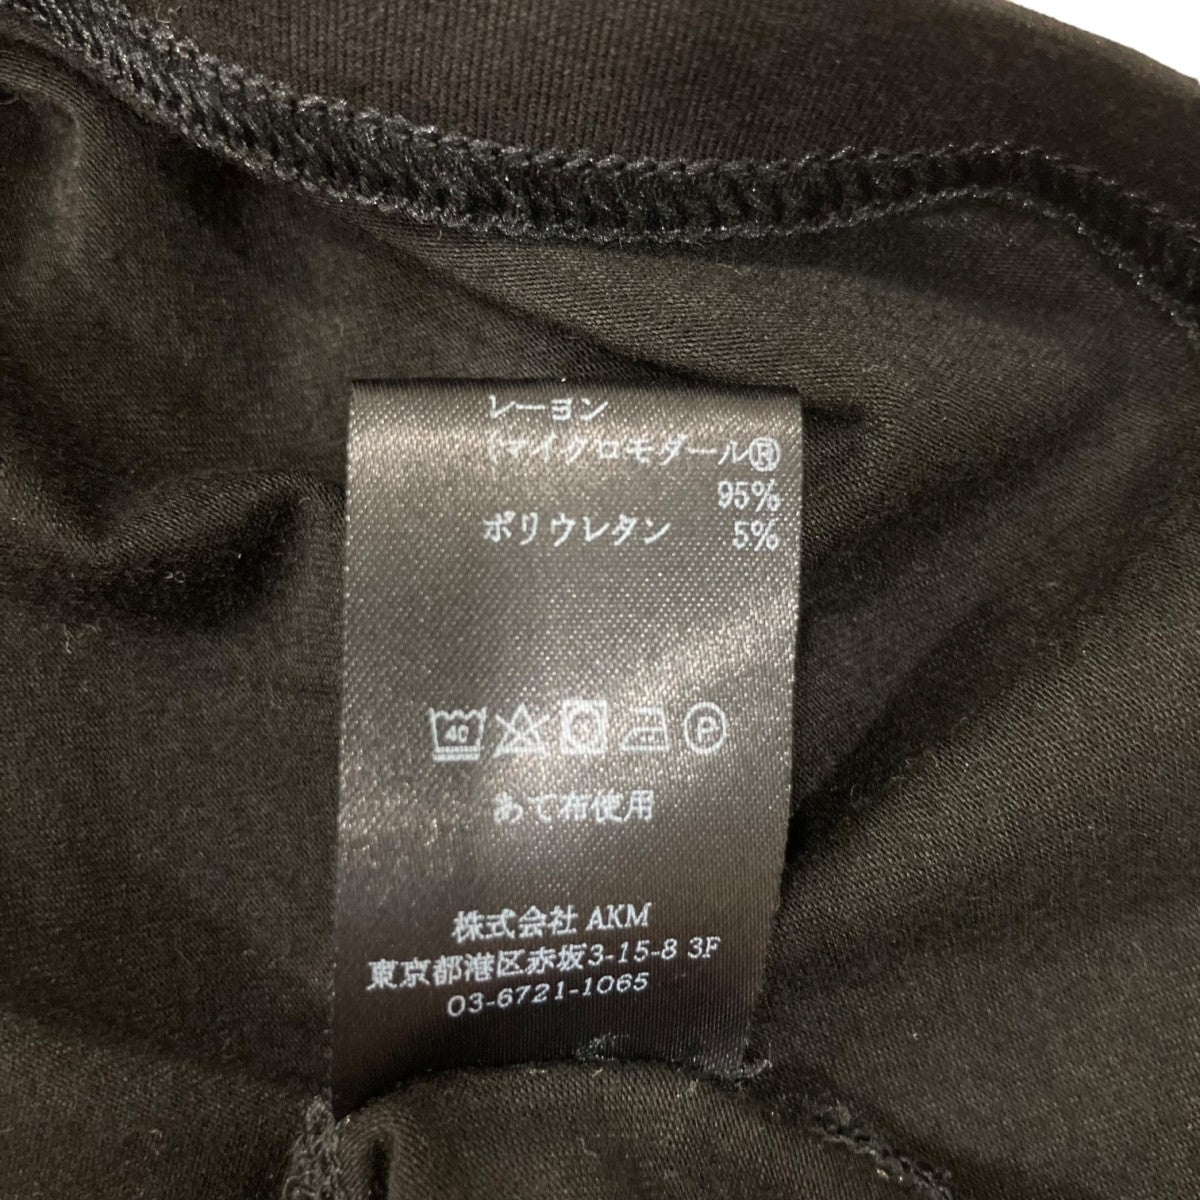 レーヨン
(マイクロモダール®
95%
ポリウレタン 5%
40
P
あて布使用
株式会社 AKM
東京都港区赤坂3-15-8 3F
03-6721-1065